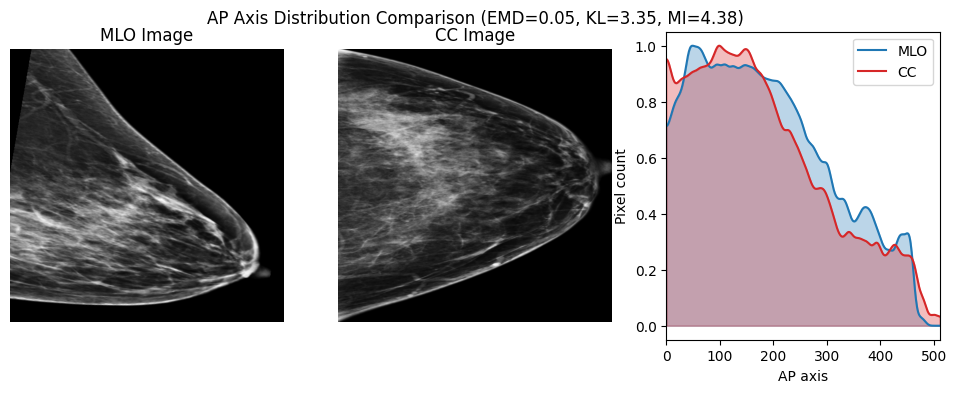 AP Axis Distribution Comparison (EMD=0.05, KL=3.35, MI=4.38)
MLO Image
CC Image
MLO
CC
Pixel count
1.0
0.8
0.6
0.4
0.2
0.0
0 100 200 300 400 500
AP axis